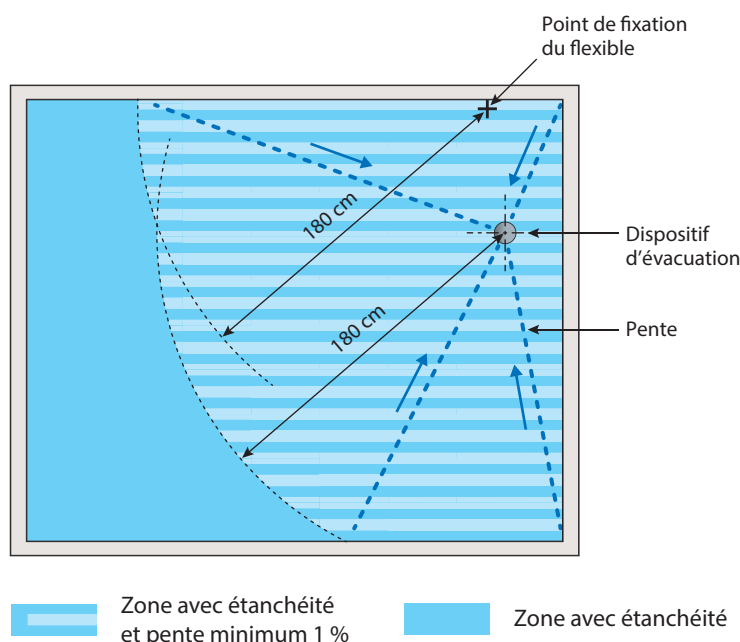 Point de fixation
du flexible
180 cm
Dispositif
d’évacuation
180 cm
Pente
Zone avec étanchéité
et pente minimum 1 %
Zone avec étanchéité